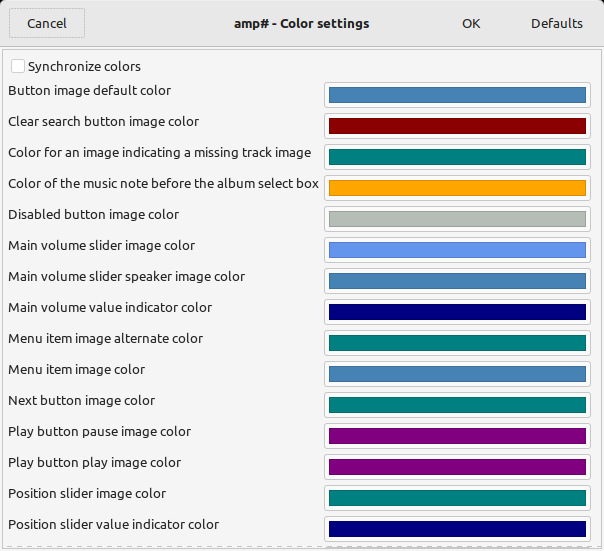 Cancel
amp# - Color settings
OK
Defaults
Synchronize colors
Button image default color
Clear search button image color
Color for an image indicating a missing track image
Color of the music note before the album select box
Disabled button image color
Main volume slider image color
Main volume slider speaker image color
Main volume value indicator color
Menu item image alternate color
Menu item image color
Next button image color
Play button pause image color
Play button play image color
Position slider image color
Position slider value indicator color